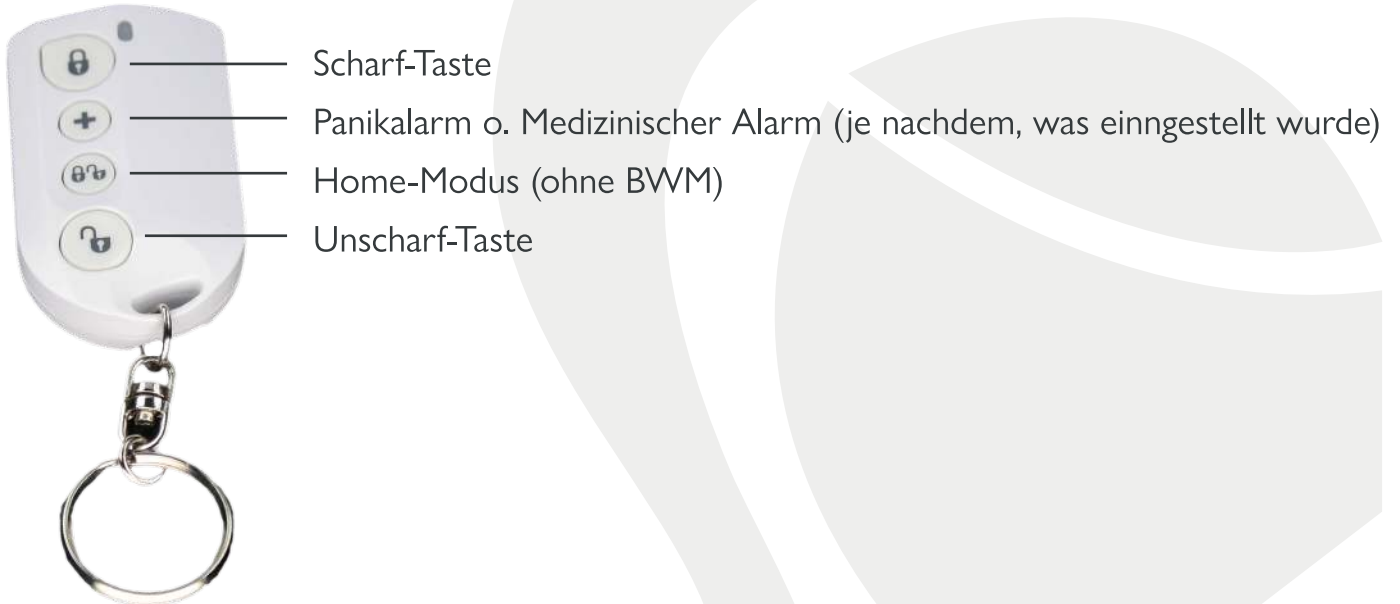 Scharf-Taste
Panikalarm o. Medizinischer Alarm (je nachdem, was einngestellt wurde)
Home-Modus (ohne BWM)
Unscharf-Taste